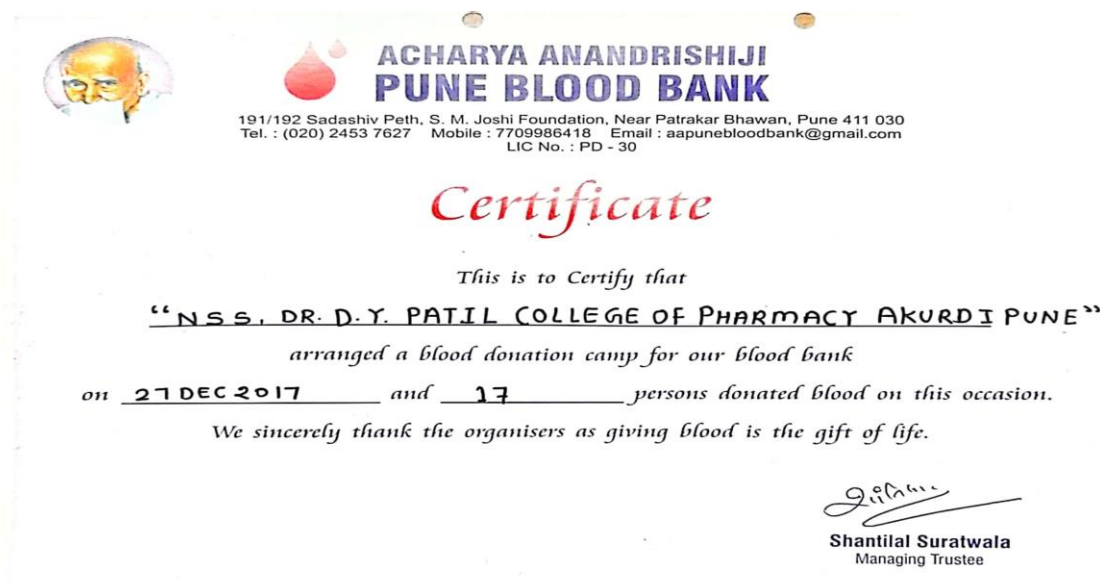 ACHARYA ANANDRISHIJI
PUNE BLOOD BANK
191/192 Sadashiv Peth, S. M. Joshi Foundation, Near Patrakar Bhawan, Pune 411 030
Tel. : (020) 2453 7627 Mobile : 7709986418 Email : aapunebloodbank@gmail.com
LIC No. : PD - 30
Certificate
This is to Certify that
“NSS, DR. D.Y. PATIL COLLEGE OF PHARMACY AKURDI PUNE”
arranged a blood donation camp for our blood bank
on 27 DEC 2017 and 17 persons donated blood on this occasion.
We sincerely thank the organisers as giving blood is the gift of life.
Shantilal Suratwala
Managing Trustee